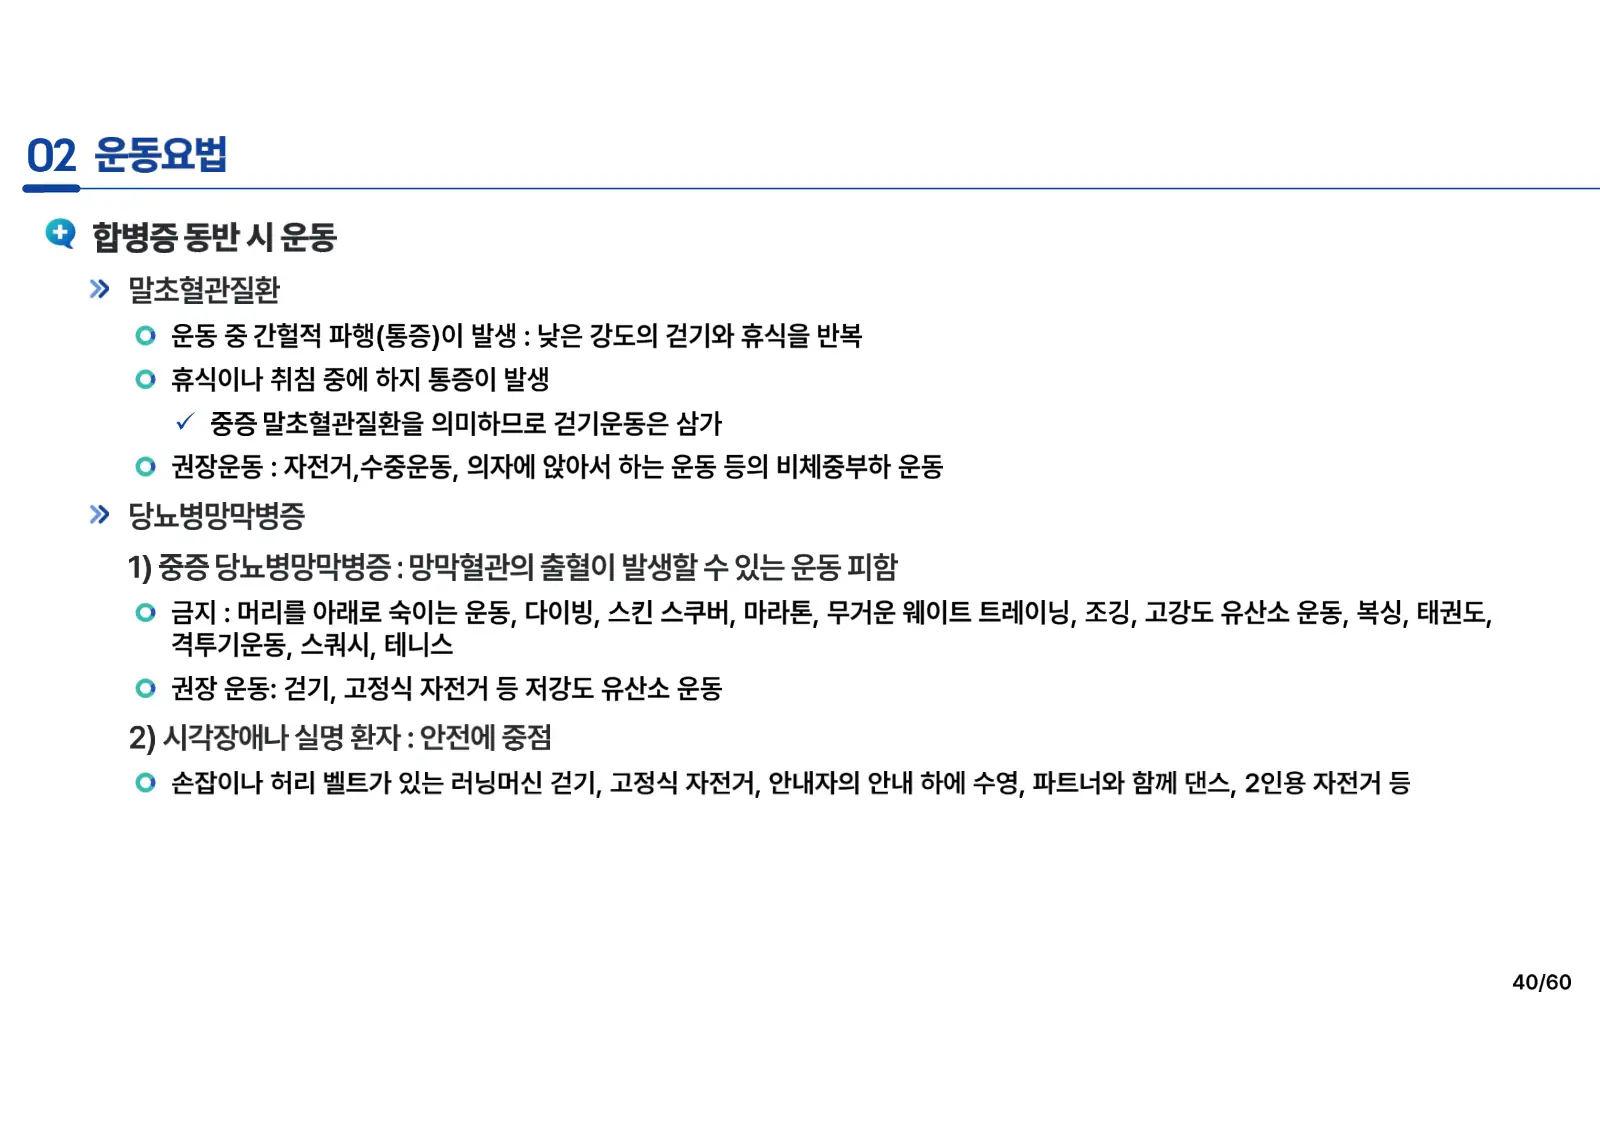 02 운동요법
합병증 동반 시 운동
말초혈관질환
운동 중 간헐적 파행(통증)이 발생 : 낮은 강도의 걷기와 휴식을 반복
휴식이나 취침 중에 하지 통증이 발생
✓ 중증 말초혈관질환을 의미하므로 걷기운동은 삼가
권장운동 : 자전거,수중운동, 의자에 앉아서 하는 운동 등의 비체중부하 운동
당뇨병망막병증
1) 중증 당뇨병망막병증 : 망막혈관의 출혈이 발생할 수 있는 운동 피함
금지 : 머리를 아래로 숙이는 운동, 다이빙, 스킨 스쿠버, 마라톤, 무거운 웨이트 트레이닝, 조깅, 고강도 유산소 운동, 복싱, 태권도,
격투기운동, 스쿼시, 테니스
권장 운동: 걷기, 고정식 자전거 등 저강도 유산소 운동
2) 시각장애나 실명 환자 : 안전에 중점
손잡이나 허리 벨트가 있는 러닝머신 걷기, 고정식 자전거, 안내자의 안내 하에 수영, 파트너와 함께 댄스, 2인용 자전거 등
40/60